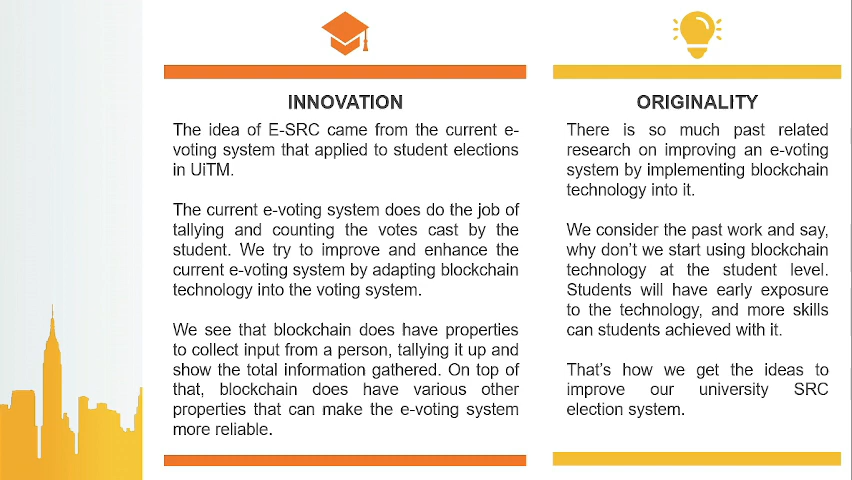 INNOVATION
The idea of E-SRC came from the current e-
voting system that applied to student elections
in UiTM.
The current e-voting system does do the job of
tallying and counting the votes cast by the
student. We try to improve and enhance the
current e-voting system by adapting blockchain
technology into the voting system.
We see that blockchain does have properties
to collect input from a person, tallying it up and
show the total information gathered. On top of
that, blockchain does have various other
properties that can make the e-voting system
more reliable.
ORIGINALITY
There is so much past related
research on improving an e-voting
system by implementing blockchain
technology into it.
We consider the past work and say,
why don't we start using blockchain
technology at the student level.
Students will have early exposure
to the technology, and more skills
can students achieved with it.
That's how we get the ideas to
improve our university SRC
election system.